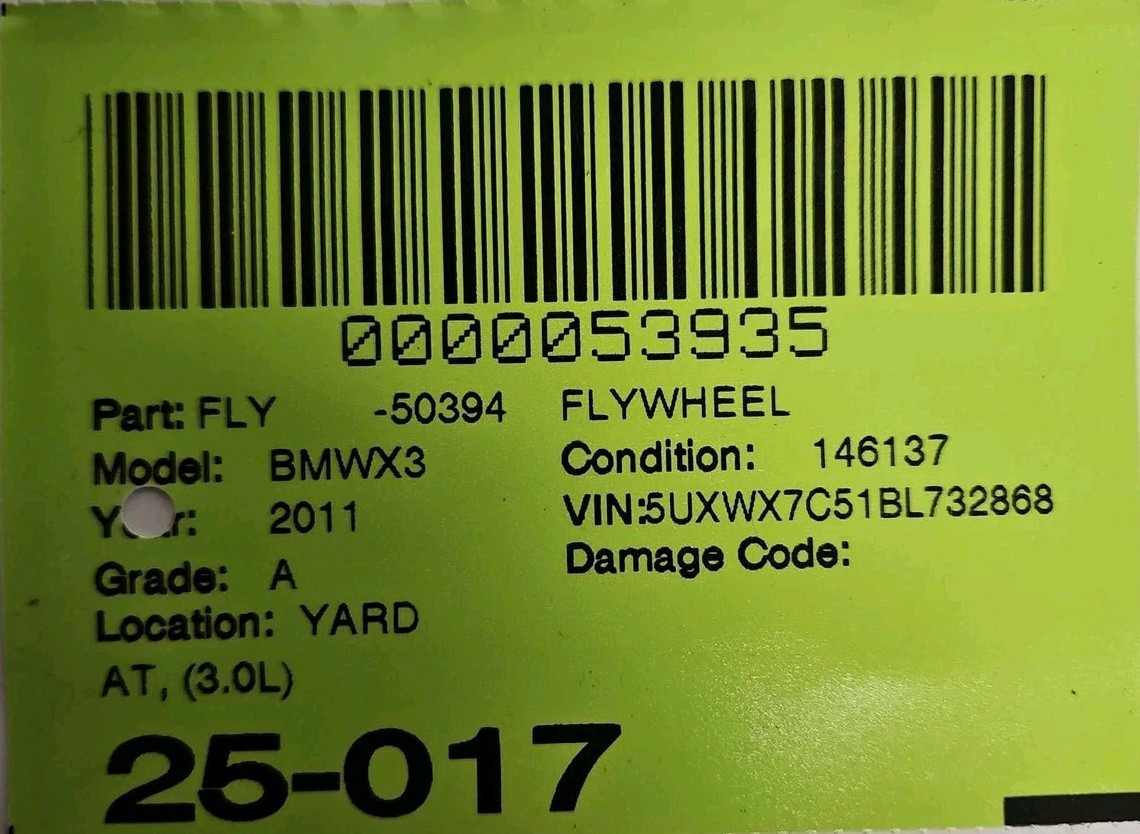 0000053935
Part: FLY -50394 FLYWHEEL
Model: BMWX3 Condition: 146137
Year: 2011 VIN:5UXWX7C51BL732868
Grade: A Damage Code:
Location: YARD
AT, (3.0L)
25-017